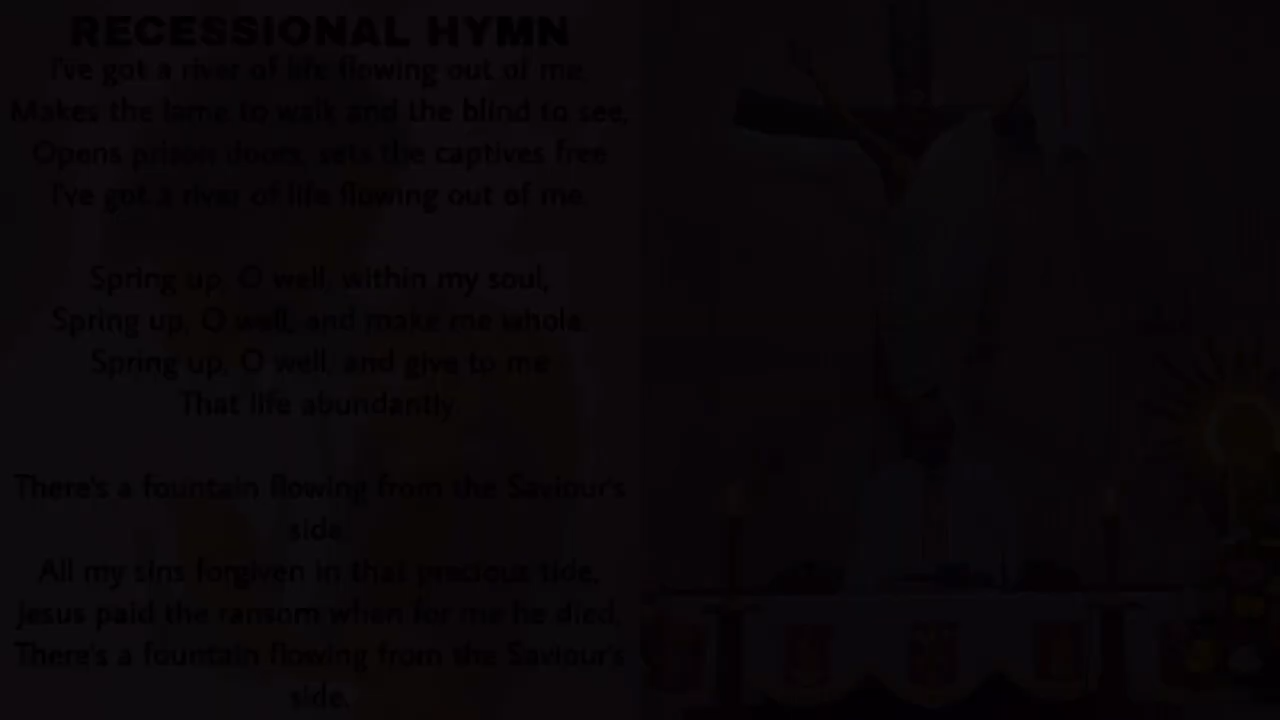 RECESSIONAL HYMN
I've got a river of life flowing out of me,
Makes the lame to walk and the blind to see,
Opens prison doors, sets the captives free
I've got a river of life flowing out of me.
Spring up, O well, within my soul,
Spring up, O well, and make me whole.
Spring up, O well, and give to me
That life abundantly
There's a fountain flowing from the Saviour's
side.
All my sins forgiven in that precious tide,
Jesus paid the ransom when for me he died,
There's a fountain flowing from the Saviour's
side.